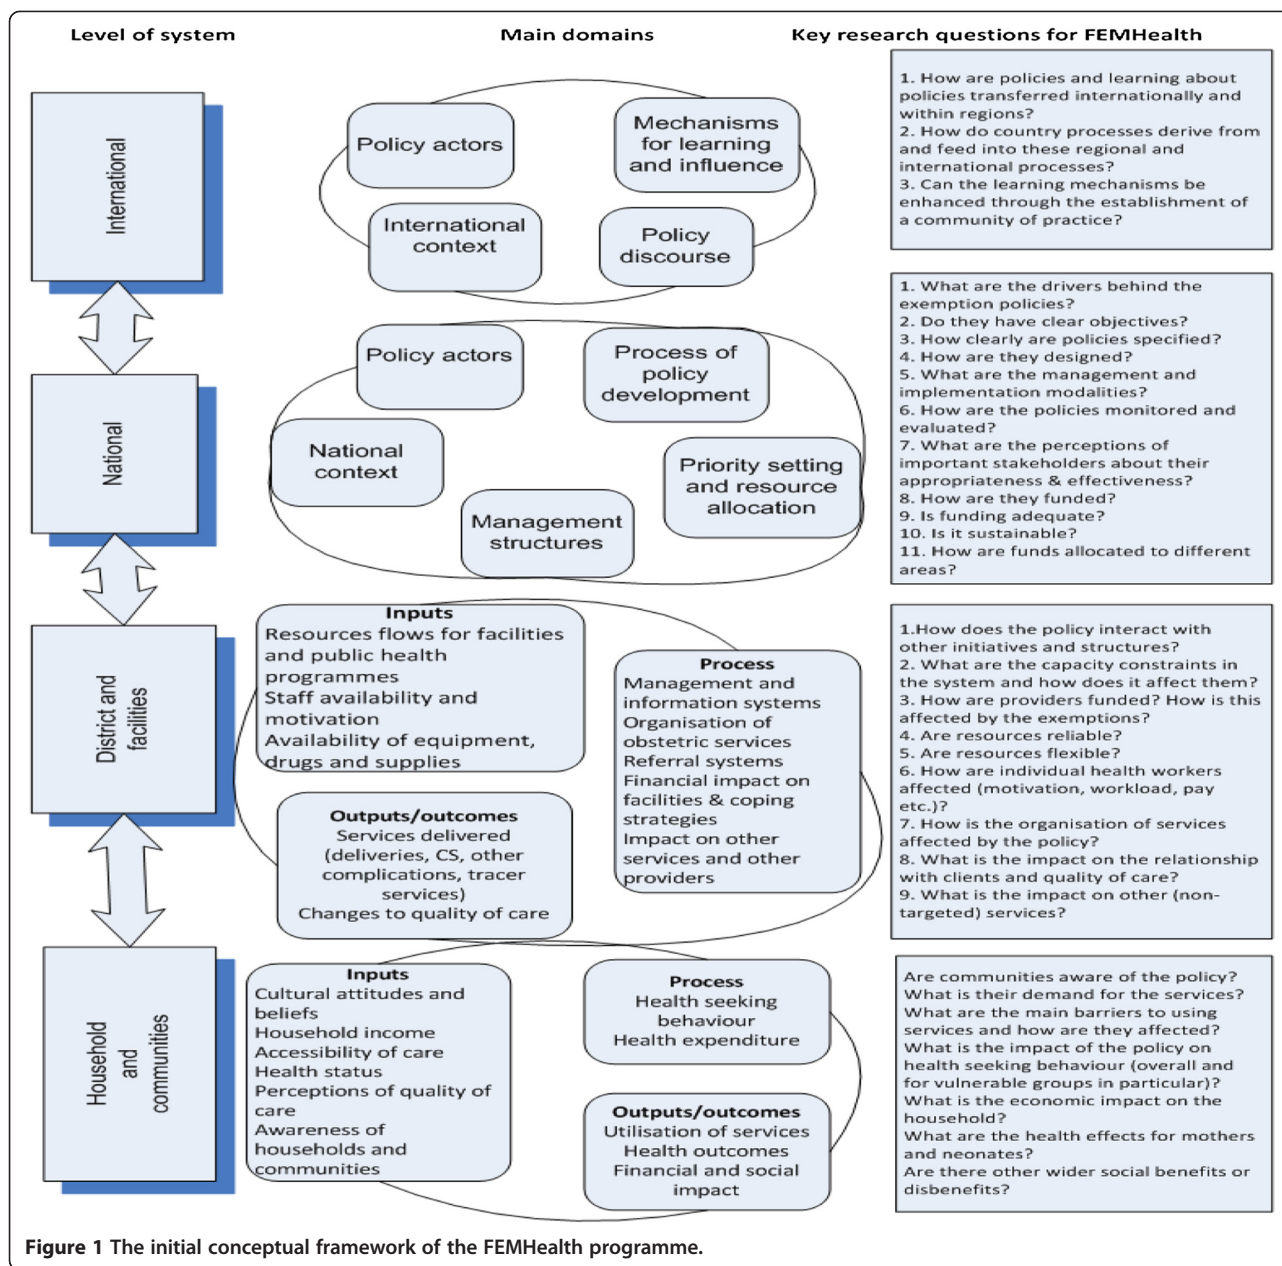 Level of system
Main domains
Key research questions for FEMHealth
International
Policy actors
Mechanisms
for learning
and influence
International
context
Policy
discourse
1. How are policies and learning about
policies transferred internationally and
within regions?
2. How do country processes derive from
and feed into these regional and
international processes?
3. Can the learning mechanisms be
enhanced through the establishment of
a community of practice?
National
Policy actors
Process of
policy
development
National
context
Priority setting
and resource
allocation
Management
structures
1. What are the drivers behind the
exemption policies?
2. Do they have clear objectives?
3. How clearly are policies specified?
4. How are they designed?
5. What are the management and
implementation modalities?
6. How are the policies monitored and
evaluated?
7. What are the perceptions of
important stakeholders about their
appropriateness & effectiveness?
8. How are they funded?
9. Is funding adequate?
10. Is it sustainable?
11. How are funds allocated to different
areas?
District and
facilities
Inputs
Resources flows for facilities
and public health
programmes
Staff availability and
motivation
Availability of equipment,
drugs and supplies
Process
Management and
information systems
Organisation of
obstetric services
Referral systems
Financial impact on
facilities & coping
strategies
Impact on other
services and other
providers
Outputs/outcomes
Services delivered
(deliveries, CS, other
complications, tracer
services)
Changes to quality of care
1.How does the policy interact with
other initiatives and structures?
2. What are the capacity constraints in
the system and how does it affect them?
3. How are providers funded? How is this
affected by the exemptions?
4. Are resources reliable?
5. Are resources flexible?
6. How are individual health workers
affected (motivation, workload, pay
etc.)?
7. How is the organisation of services
affected by the policy?
8. What is the impact on the relationship
with clients and quality of care?
9. What is the impact on other (non-
targeted) services?
Household
and
communities
Inputs
Cultural attitudes and
beliefs
Household income
Accessibility of care
Health status
Perceptions of quality of
care
Awareness of
households and
communities
Process
Health seeking
behaviour
Health expenditure
Outputs/outcomes
Utilisation of services
Health outcomes
Financial and social
impact
Are communities aware of the policy?
What is their demand for the services?
What are the main barriers to using
services and how are they affected?
What is the impact of the policy on
health seeking behaviour (overall and
for vulnerable groups in particular)?
What is the economic impact on the
household?
What are the health effects for mothers
and neonates?
Are there other wider social benefits or
disbenefits?
Figure 1 The initial conceptual framework of the FEMHealth programme.